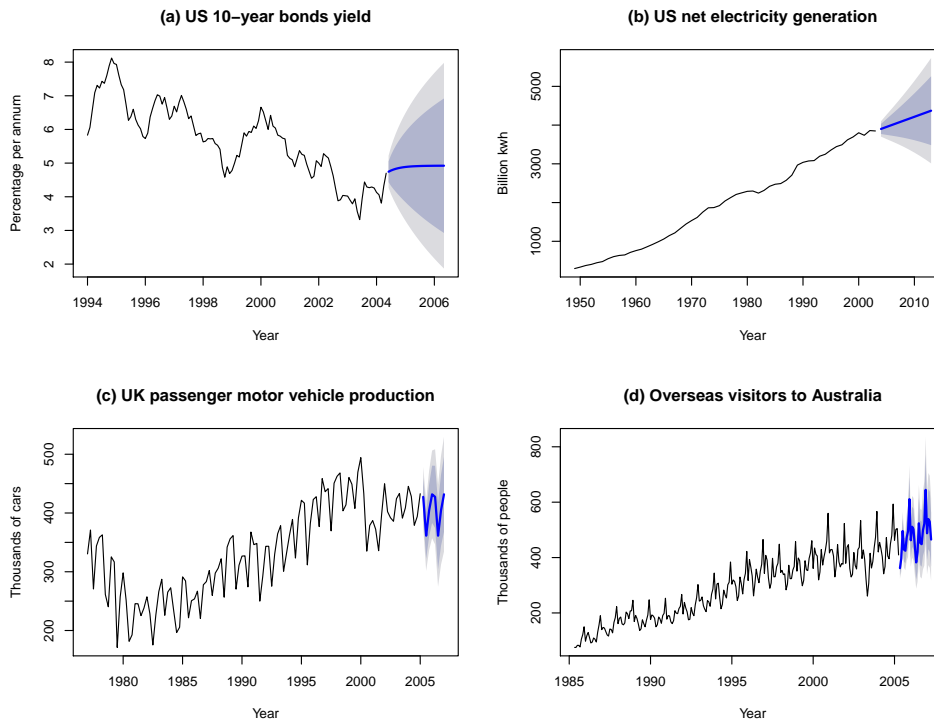 (a) US 10−year bonds yield
Percentage per annum
8
7
6
5
4
3
2
1994 1996 1998 2000 2002 2004 2006
Year
(b) US net electricity generation
Billion kwh
5000
3000
1000
1950 1960 1970 1980 1990 2000 2010
Year
(c) UK passenger motor vehicle production
Thousands of cars
500
400
300
200
1980 1985 1990 1995 2000 2005
Year
(d) Overseas visitors to Australia
Thousands of people
800
600
400
200
1985 1990 1995 2000 2005
Year